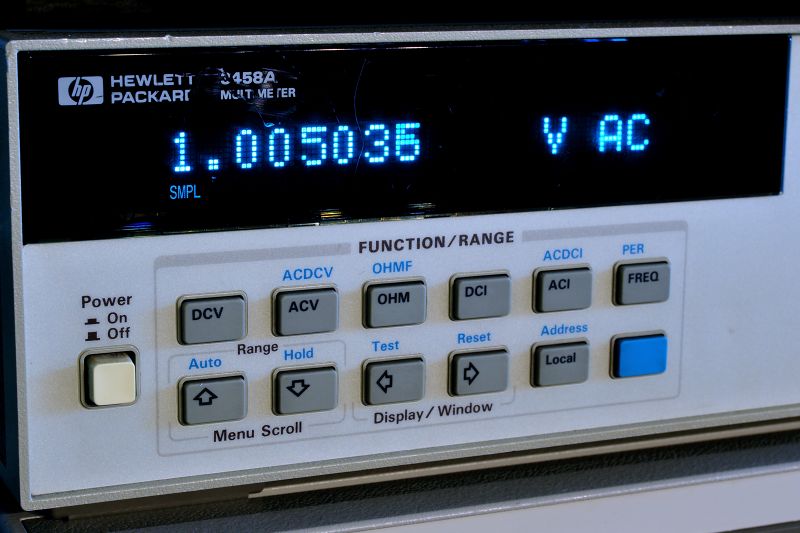 hp HEWLETT PACKARD
3458A MULTIMETER
1.005036 V AC
SMPL
FUNCTION/RANGE
ACDCV OHMF ACDCI PER
DCV ACV OHM DCI ACI FREQ
Power
On
Off
Range
Auto Hold Test Reset Address
Local
Menu Scroll
Display/Window